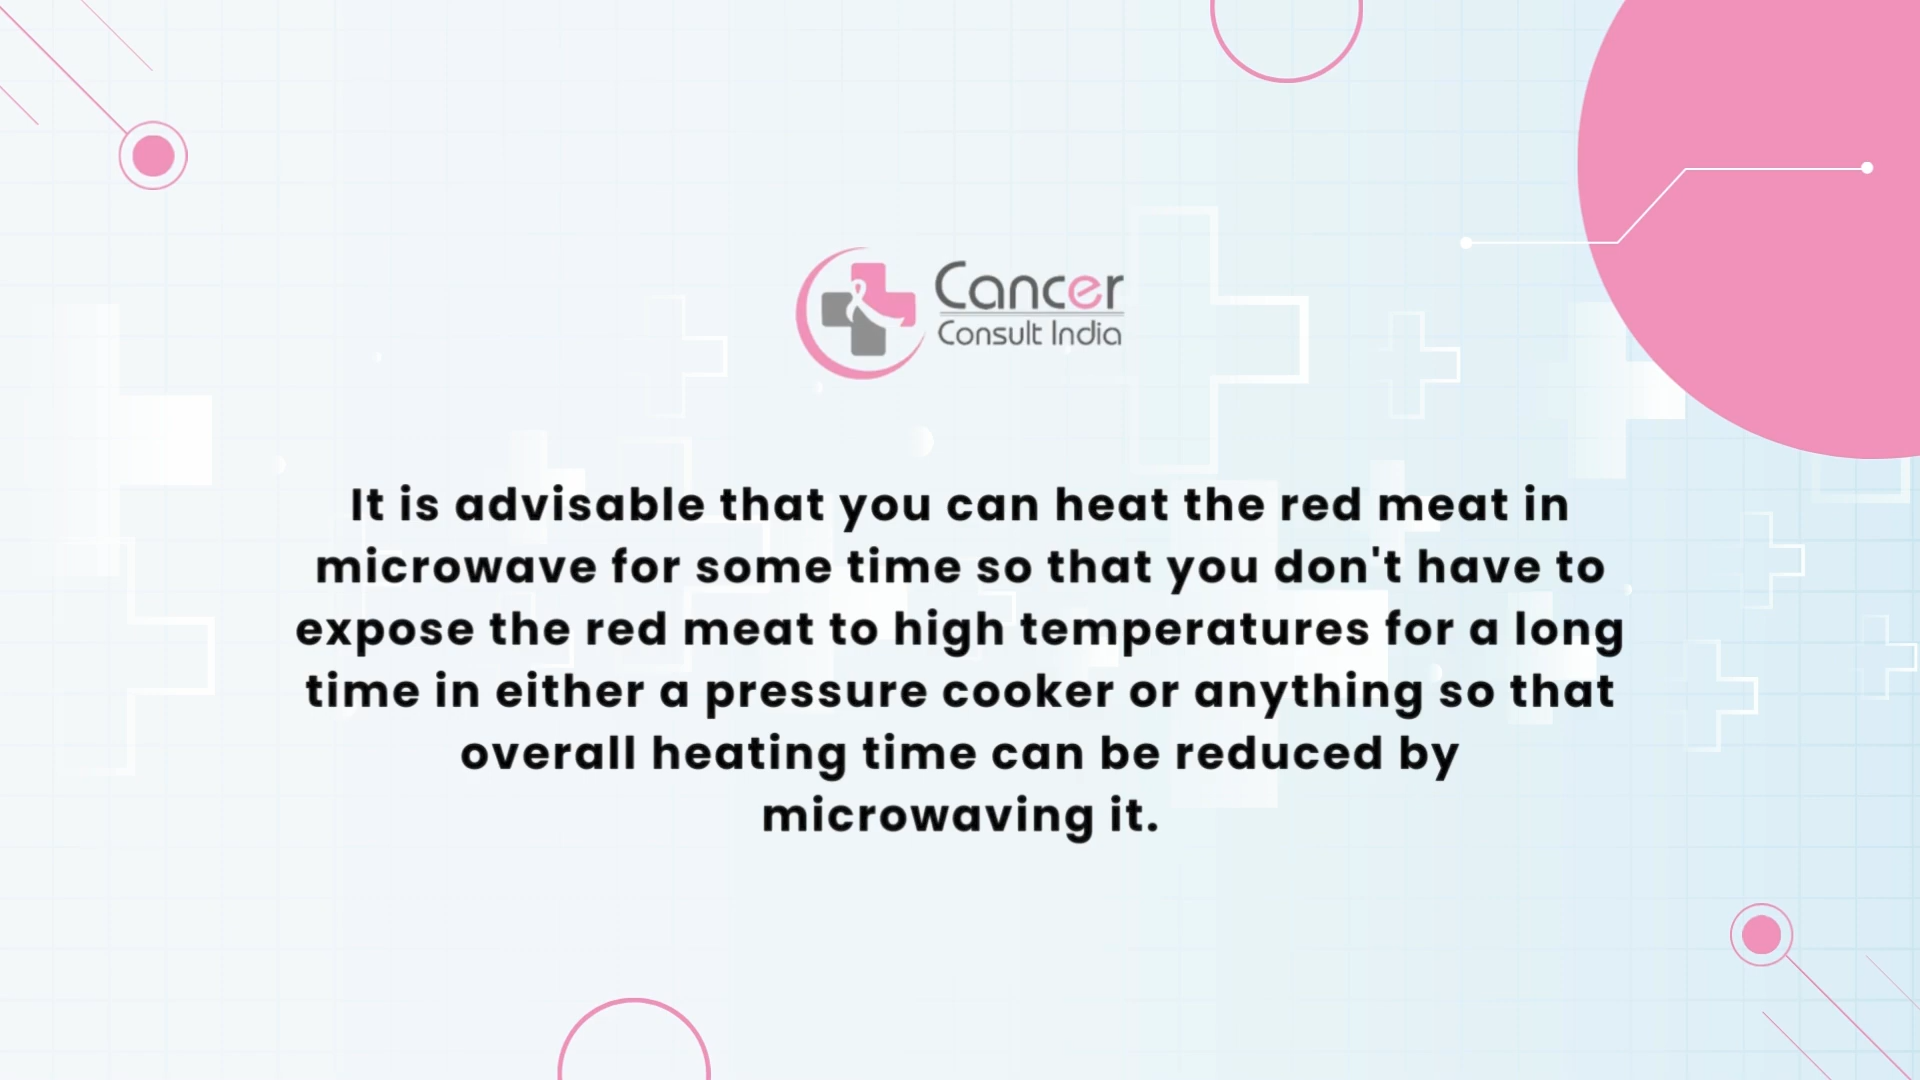 Cancer
Consult India
It is advisable that you can heat the red meat in
microwave for some time so that you don't have to
expose the red meat to high temperatures for a long
time in either a pressure cooker or anything so that
overall heating time can be reduced by
microwaving it.